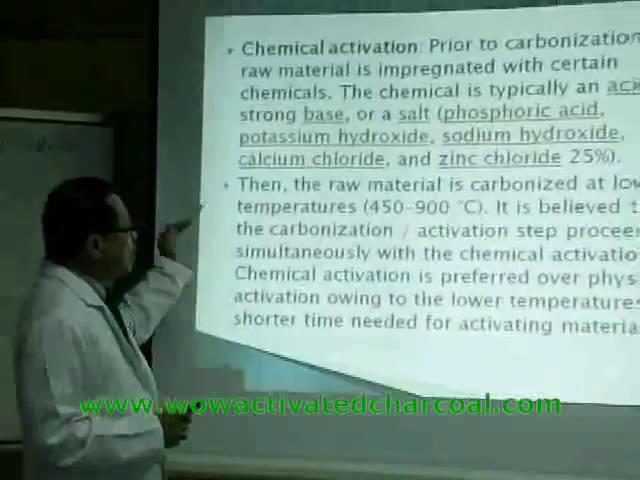 Chemical activation: Prior to carbonization
raw material is impregnated with certain
chemicals. The chemical is typically an
strong base, or a salt (phosphoric acid,
potassium hydroxide, sodium hydroxide,
calcium chloride, and zinc chloride 25%).
Then, the raw material is carbonized at
temperatures (450-900 °C). It is believed
the carbonization / activation step
simultaneously with the chemical
Chemical activation is preferred over
activation owing to the lower temperatures
shorter time needed for activating
www.wowactivatedcharcoal.com